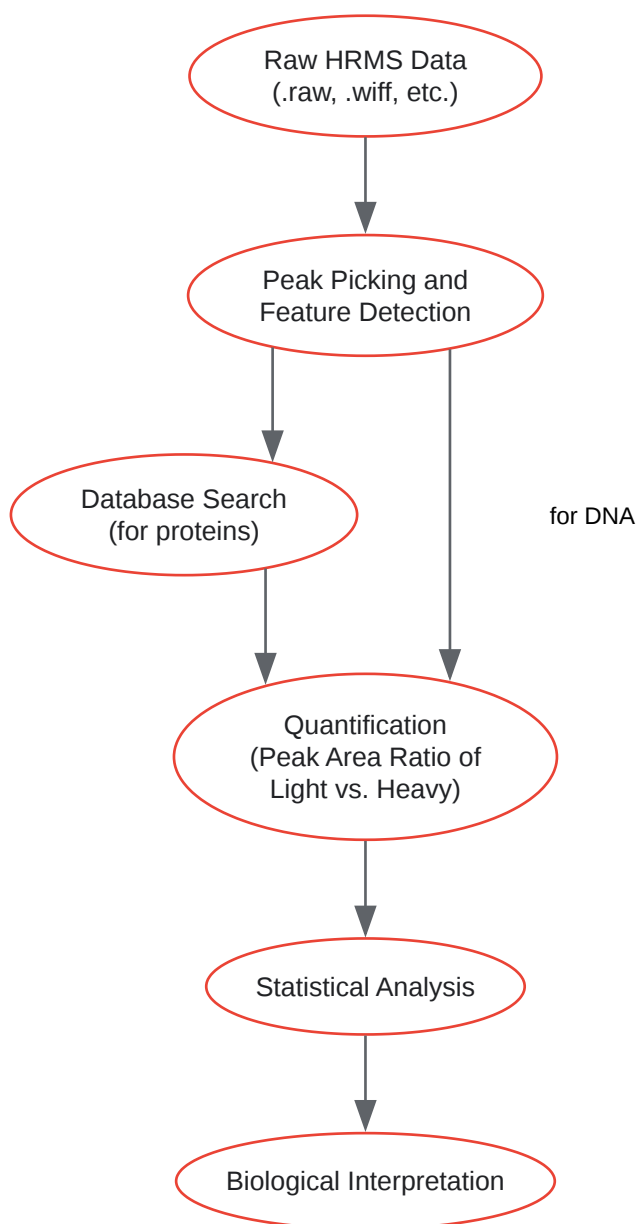 Raw HRMS Data
(.raw, .wiff, etc.)
Peak Picking and
Feature Detection
Database Search
(for proteins)
for DNA
Quantification
(Peak Area Ratio of
Light vs. Heavy)
Statistical Analysis
Biological Interpretation